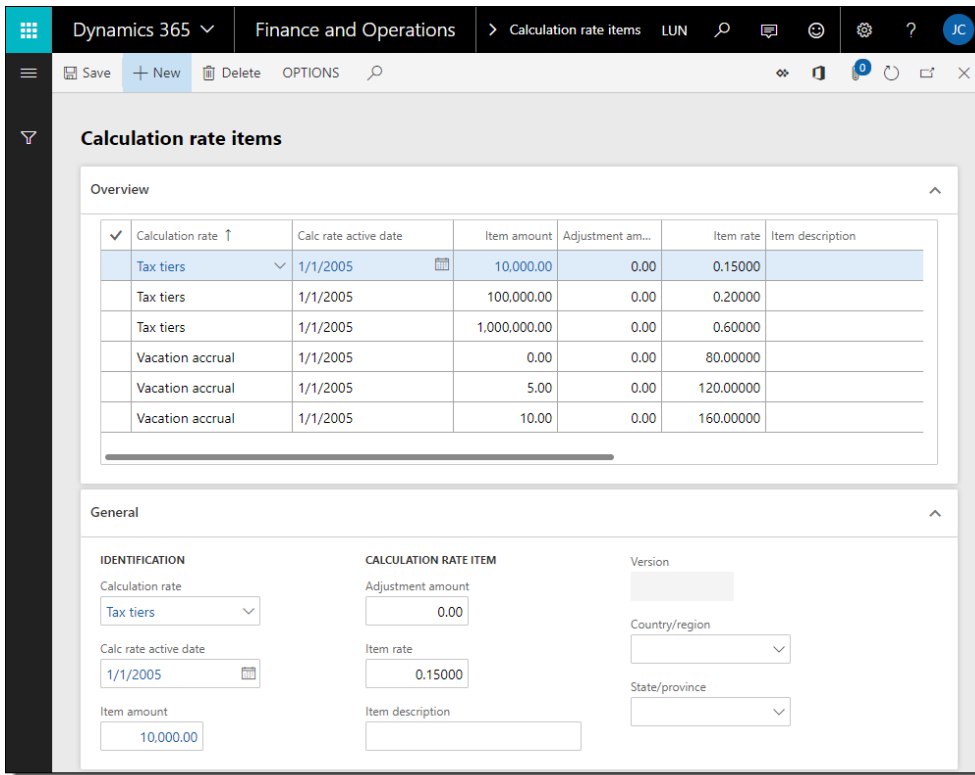 Dynamics 365 Finance and Operations Calculation rate items LUN ? JC
Save New Delete OPTIONS 0
Calculation rate items
Overview
Calculation rate ↑ Calc rate active date Item amount Adjustment am... Item rate Item description
Tax tiers 1/1/2005 10,000.00 0.00 0.15000
Tax tiers 1/1/2005 100,000.00 0.00 0.20000
Tax tiers 1/1/2005 1,000,000.00 0.00 0.60000
Vacation accrual 1/1/2005 0.00 0.00 80.00000
Vacation accrual 1/1/2005 5.00 0.00 120.00000
Vacation accrual 1/1/2005 10.00 0.00 160.00000
General
IDENTIFICATION
Calculation rate
Tax tiers
Calc rate active date
1/1/2005
Item amount
10,000.00
CALCULATION RATE ITEM
Adjustment amount
0.00
Item rate
0.15000
Item description
Version
Country/region
State/province